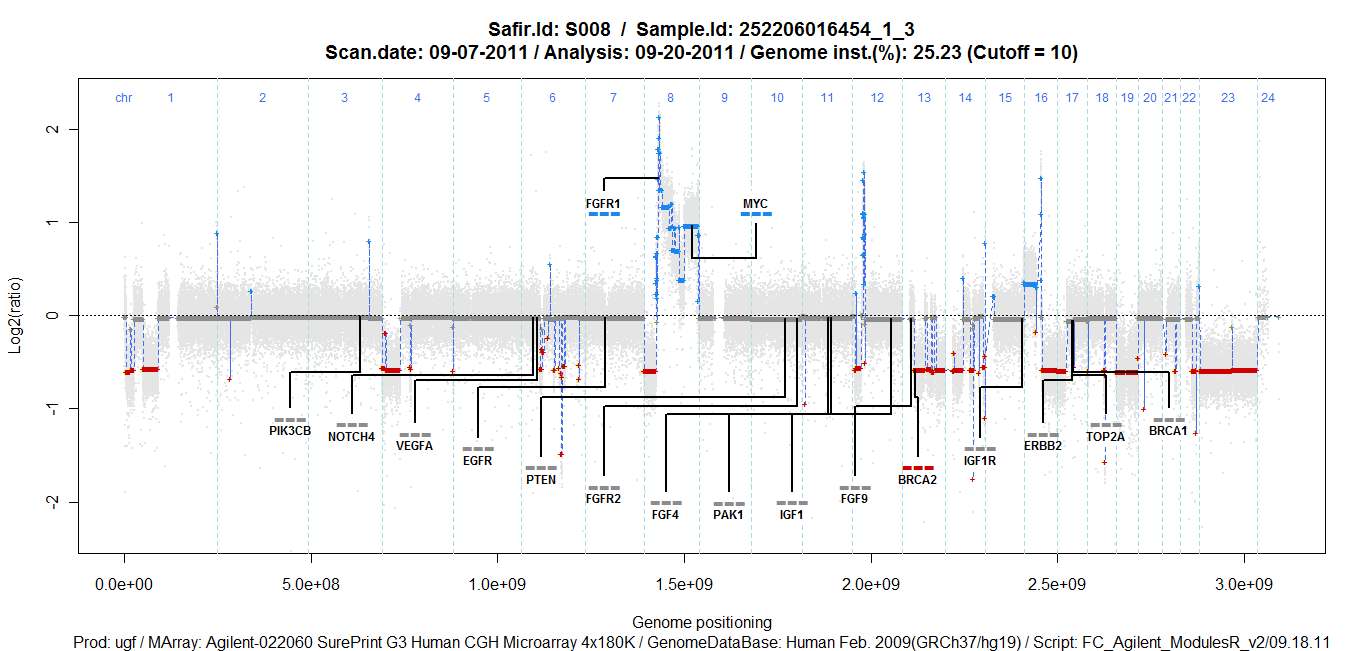 Safir.Id: S008 / Sample.Id: 252206016454_1_3
Scan.date: 09-07-2011 / Analysis: 09-20-2011 / Genome inst.(%): 25.23 (Cutoff = 10)
chr 1 2 3 4 5 6 7 8 9 10 11 12 13 14 15 16 17 18 19 20 21 22 23 24
2
1
0
-1
-2
Log2(ratio)
FGFR1
MYC
PIK3CB
NOTCH4
VEGFA
EGFR
PTEN
FGFR2
FGF4
PAK1
IGF1
FGF9
BRCA2
IGF1R
ERBB2
TOP2A
BRCA1
0.0e+00 5.0e+08 1.0e+09 1.5e+09 2.0e+09 2.5e+09 3.0e+09
Genome positioning
Prod: ugf / MArray: Agilent-022060 SurePrint G3 Human CGH Microarray 4x180K / GenomeDataBase: Human Feb. 2009(GRCh37/hg19) / Script: FC_Agilent_ModulesR_v2/09.18.11